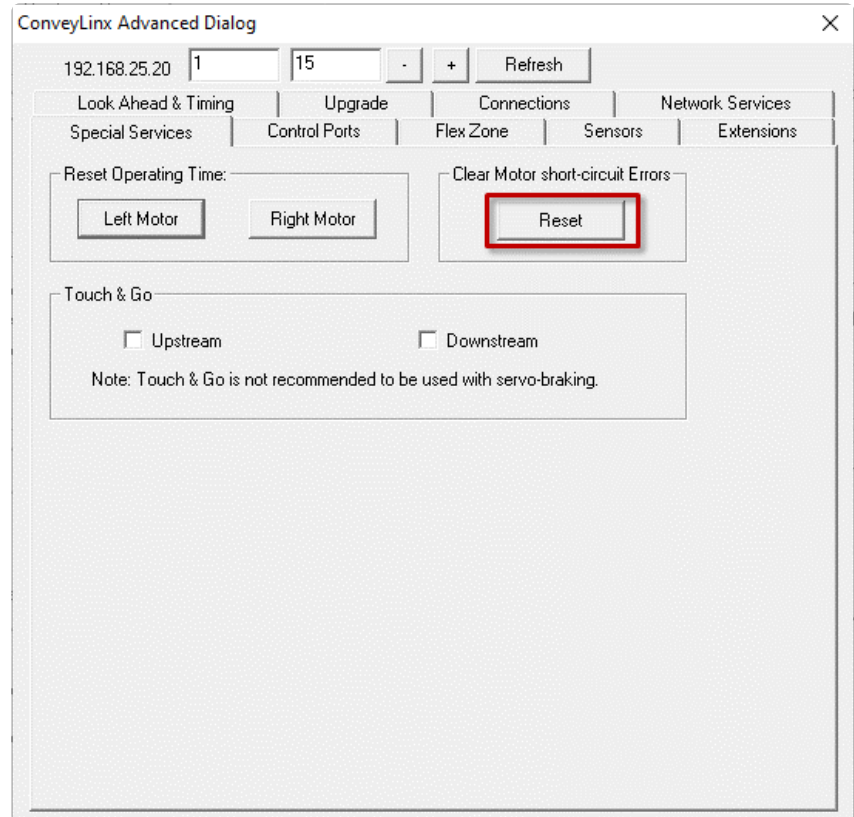 ConveyLinx Advanced Dialog
192.168.25.20 1 15 - + Refresh
Look Ahead & Timing Upgrade Connections Network Services
Special Services Control Ports Flex Zone Sensors Extensions
Reset Operating Time: Clear Motor short-circuit Errors
Left Motor Right Motor Reset
Touch & Go
Upstream Downstream
Note: Touch & Go is not recommended to be used with servo-braking.